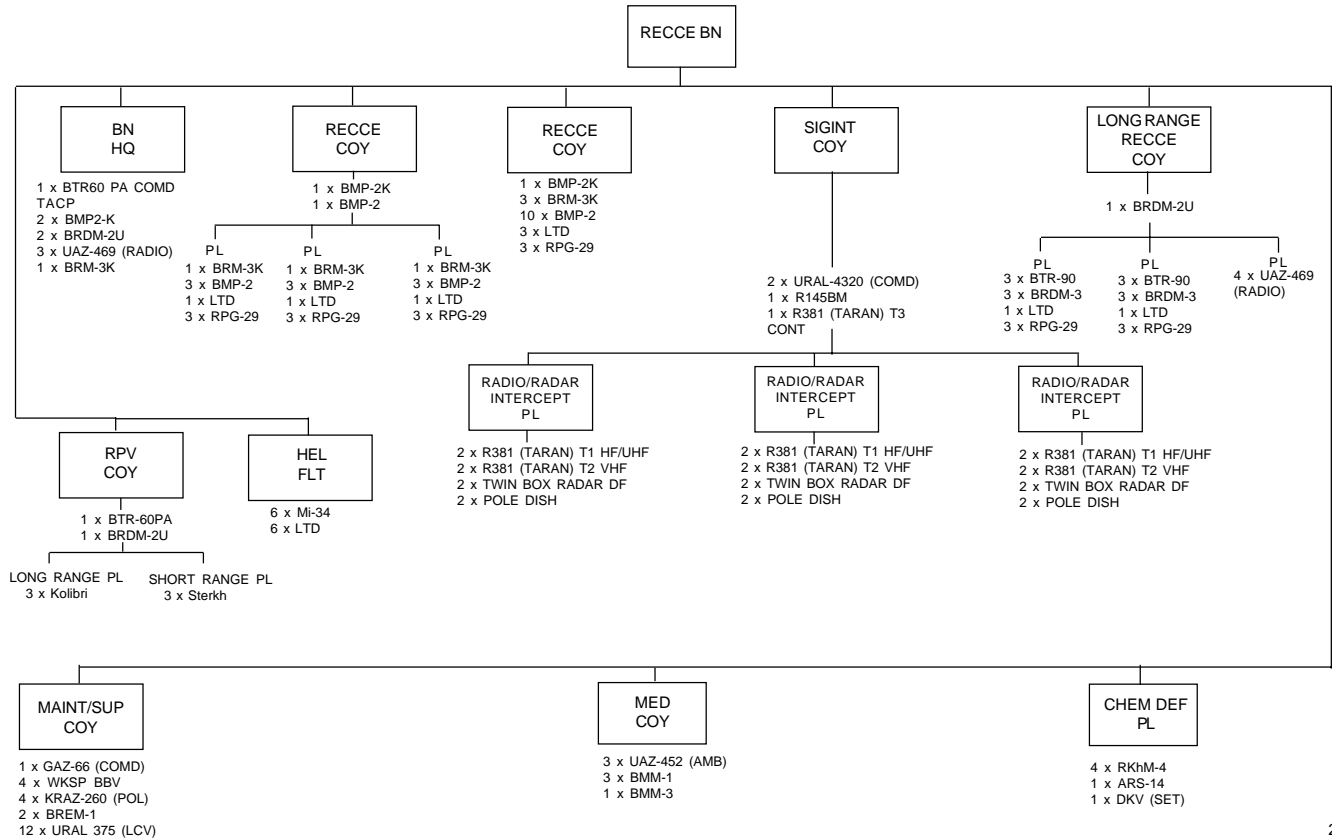 RECCE BN
BN
HQ
1 x BTR60 PA COMD
TACP
2 x BMP2-K
2 x BRDM-2U
3 x UAZ-469 (RADIO)
1 x BRM-3K
RECCE
COY
1 x BMP-2K
1 x BMP-2
PL
1 x BRM-3K
3 x BMP-2
1 x LTD
3 x RPG-29
PL
1 x BRM-3K
3 x BMP-2
1 x LTD
3 x RPG-29
PL
1 x BRM-3K
3 x BMP-2
1 x LTD
3 x RPG-29
RECCE
COY
1 x BMP-2K
3 x BRM-3K
10 x BMP-2
3 x LTD
3 x RPG-29
SIGINT
COY
2 x URAL-4320 (COMD)
1 x R145BM
1 x R381 (TARAN) T3
CONT
RADIO/RADAR
INTERCEPT
PL
2 x R381 (TARAN) T1 HF/UHF
2 x R381 (TARAN) T2 VHF
2 x TWIN BOX RADAR DF
2 x POLE DISH
RADIO/RADAR
INTERCEPT
PL
2 x R381 (TARAN) T1 HF/UHF
2 x R381 (TARAN) T2 VHF
2 x TWIN BOX RADAR DF
2 x POLE DISH
RADIO/RADAR
INTERCEPT
PL
2 x R381 (TARAN) T1 HF/UHF
2 x R381 (TARAN) T2 VHF
2 x TWIN BOX RADAR DF
2 x POLE DISH
LONG RANGE
RECCE
COY
1 x BRDM-2U
PL
3 x BTR-90
3 x BRDM-3
1 x LTD
3 x RPG-29
PL
3 x BTR-90
3 x BRDM-3
1 x LTD
3 x RPG-29
PL
4 x UAZ-469
(RADIO)
RPV
COY
1 x BTR-60PA
1 x BRDM-2U
LONG RANGE PL
3 x Kolibri
SHORT RANGE PL
3 x Sterkh
HEL
FLT
6 x Mi-34
6 x LTD
MAINT/SUP
COY
1 x GAZ-66 (COMD)
4 x WKSP BBV
4 x KRAZ-260 (POL)
2 x BREM-1
12 x URAL 375 (LCV)
MED
COY
3 x UAZ-452 (AMB)
3 x BMM-1
1 x BMM-3
CHEM DEF
PL
4 x RKhM-4
1 x ARS-14
1 x DKV (SET)